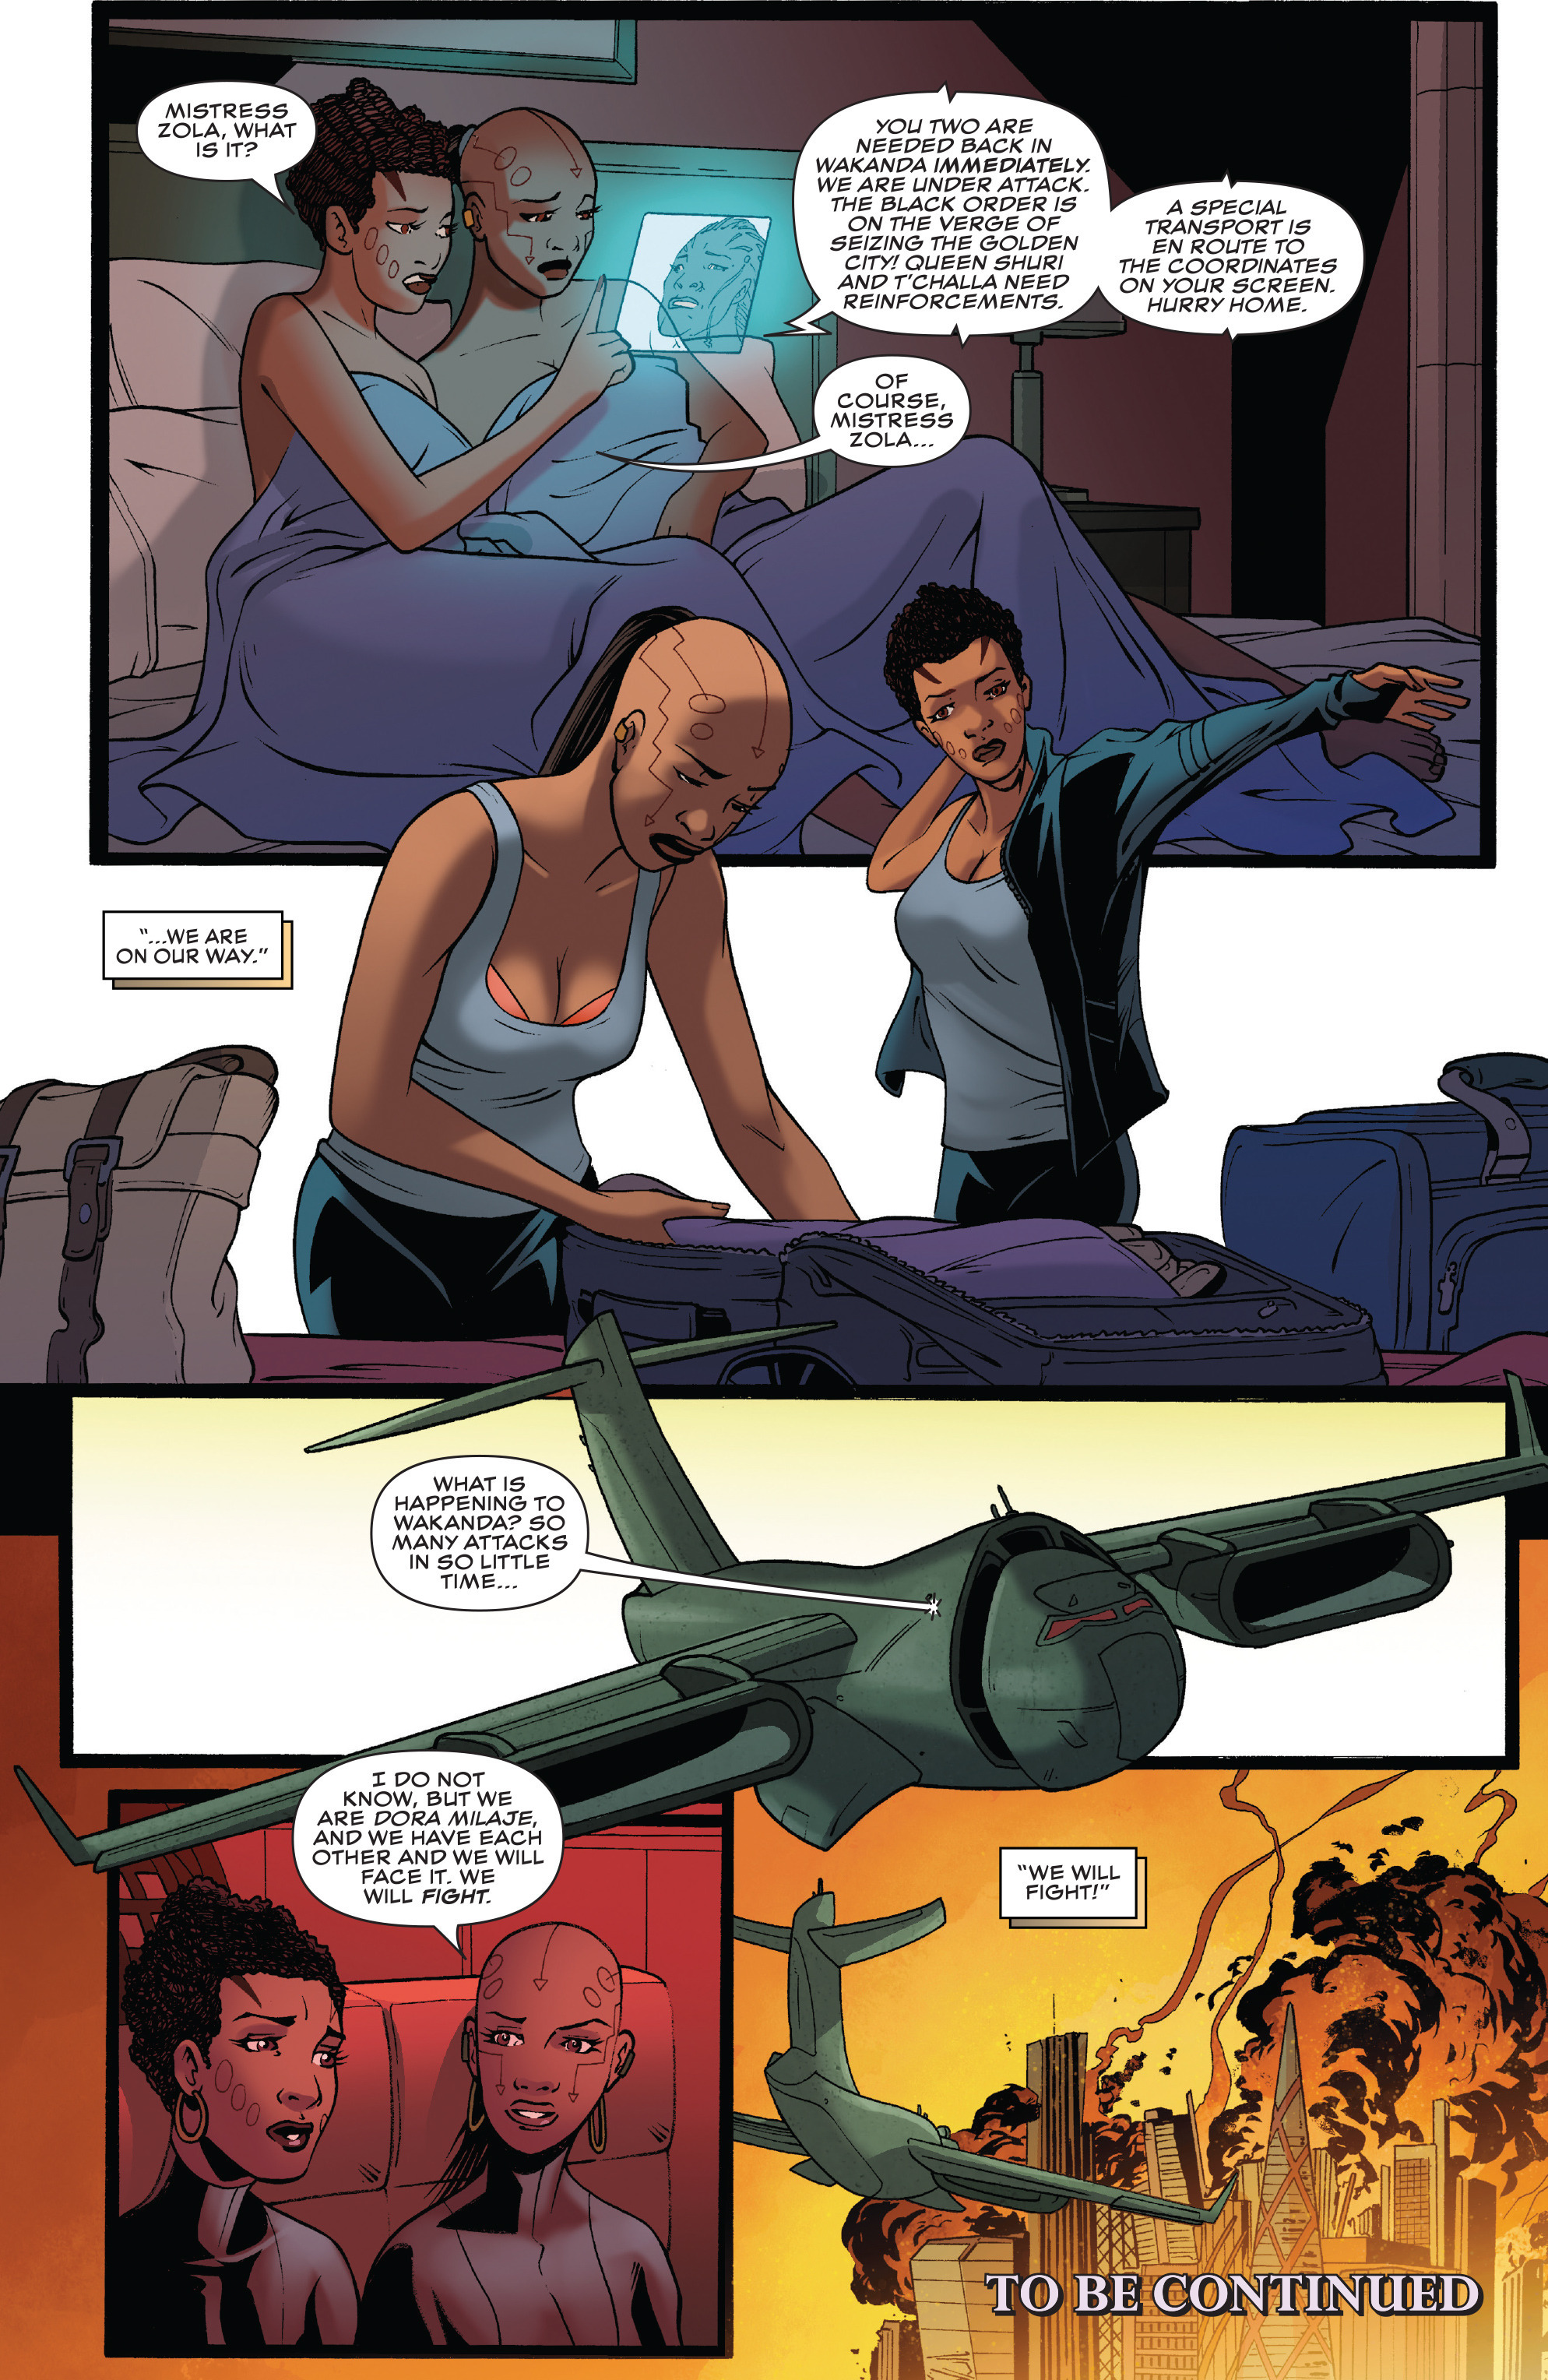 MISTRESS
ZOLA, WHAT
IS IT?
YOU TWO ARE
NEEDED BACK IN
WAKANDA IMMEDIATELY.
WE ARE UNDER ATTACK.
THE BLACK ORDER IS
ON THE VERGE OF
SEIZING THE GOLDEN
CITY! QUEEN SHURI
AND T'CHALLA NEED
REINFORCEMENTS.
A SPECIAL
TRANSPORT IS
EN ROUTE TO
THE COORDINATES
ON YOUR SCREEN.
HURRY HOME.
OF
COURSE,
MISTRESS
ZOLA...
"...WE ARE
ON OUR WAY."
WHAT IS
HAPPENING TO
WAKANDA? SO
MANY ATTACKS
IN SO LITTLE
TIME...
I DO NOT
KNOW, BUT WE
ARE DORA MILAJE,
AND WE HAVE EACH
OTHER AND WE WILL
FACE IT. WE
WILL FIGHT.
"WE WILL
FIGHT!"
TO BE CONTINUED